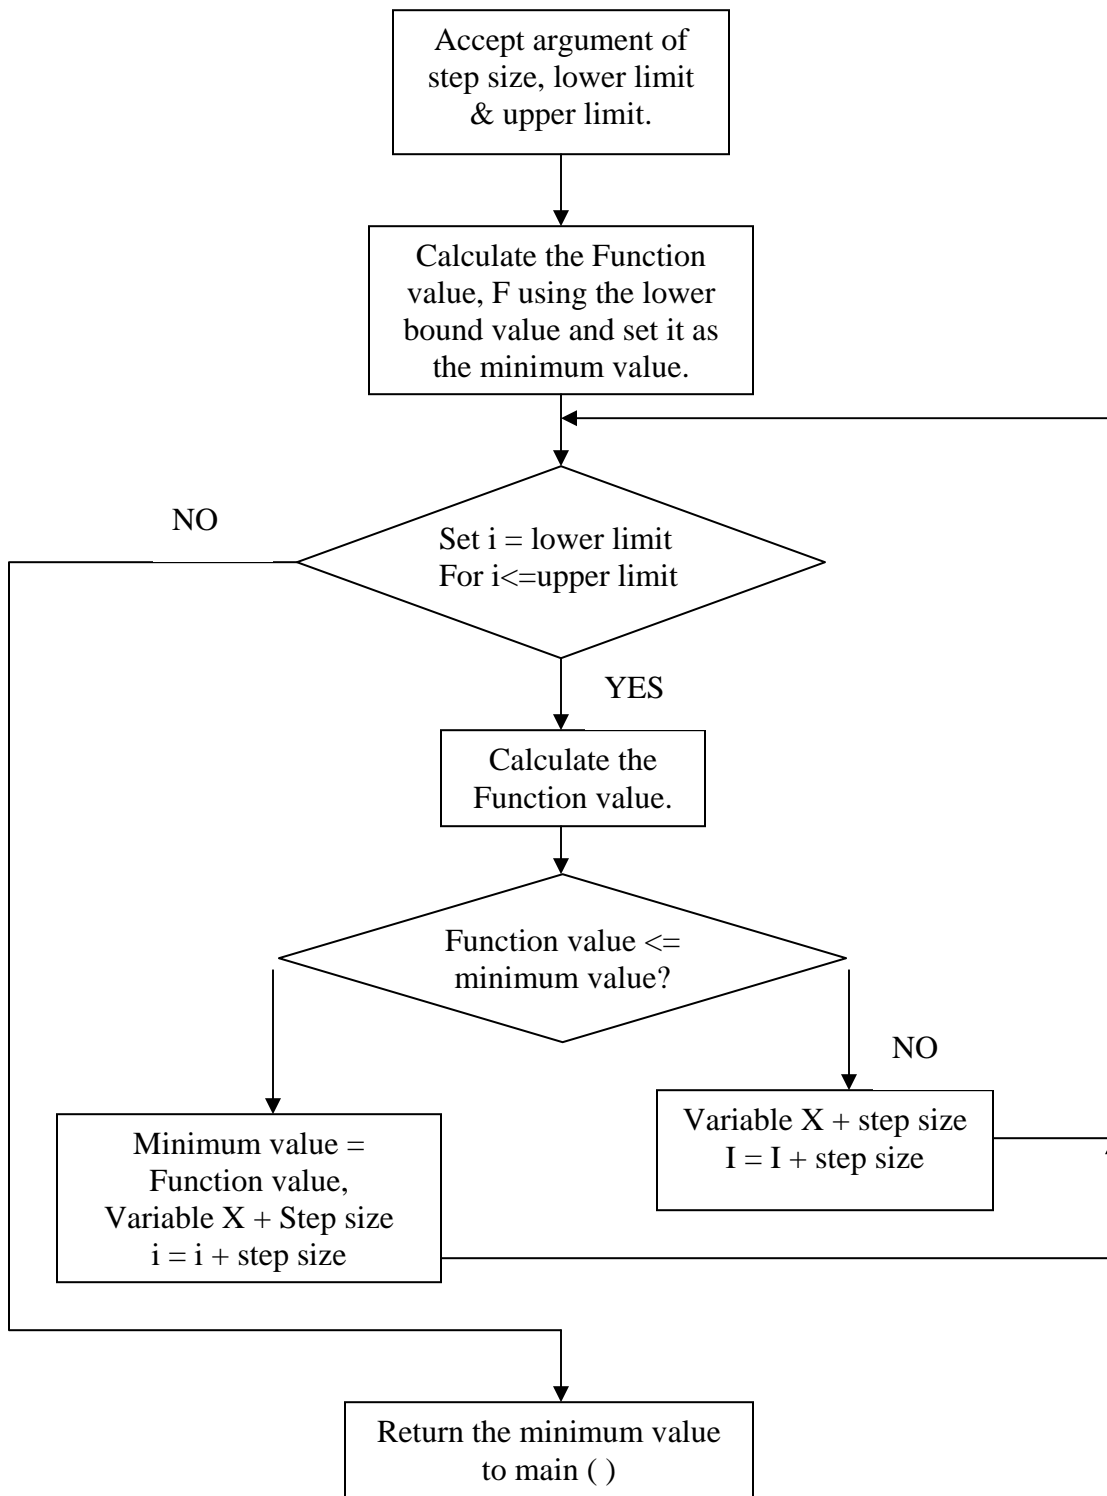 Accept argument of
step size, lower limit
& upper limit.
Calculate the Function
value, F using the lower
bound value and set it as
the minimum value.
NO
Set i = lower limit
For i<=upper limit
YES
Calculate the
Function value.
Function value <=
minimum value?
NO
Variable X + step size
I = I + step size
Minimum value =
Function value,
Variable X + Step size
i = i + step size
Return the minimum value
to main ( )